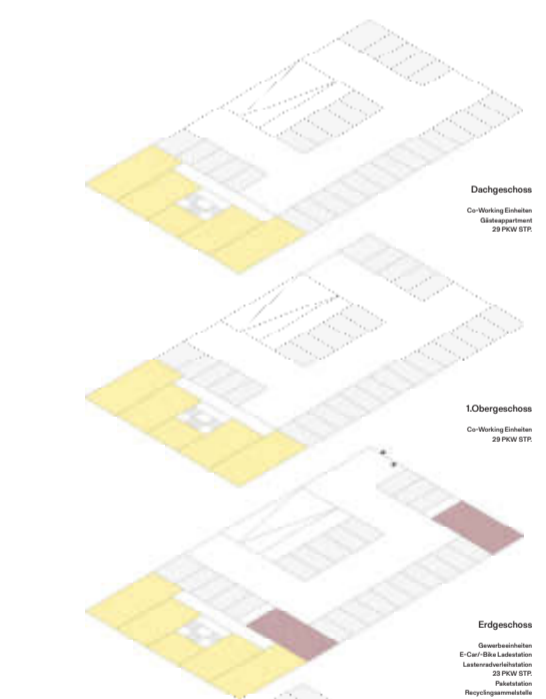 Dachgeschoss
Co-Working Einheiten
Gästeappartment
29 PKW STP.
1.Obergeschoss
Co-Working Einheiten
29 PKW STP.
Erdgeschoss
Gewerbeeinheiten
E-Car/-Bike Ladestation
Lastenradverleihstation
23 PKW STP.
Paketstation
Recyclingsammelstelle